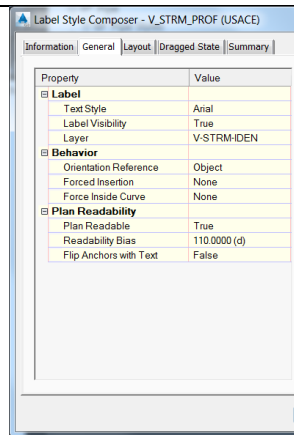 Label Style Composer - V_STRM_PROF (USACE)
Information General Layout Dragged State Summary
Property Value
Label
Text Style Arial
Label Visibility True
Layer V-STRM-IDEN
Behavior
Orientation Reference Object
Forced Insertion None
Force Inside Curve None
Plan Readability
Plan Readable True
Readability Bias 110.0000 (d)
Flip Anchors with Text False